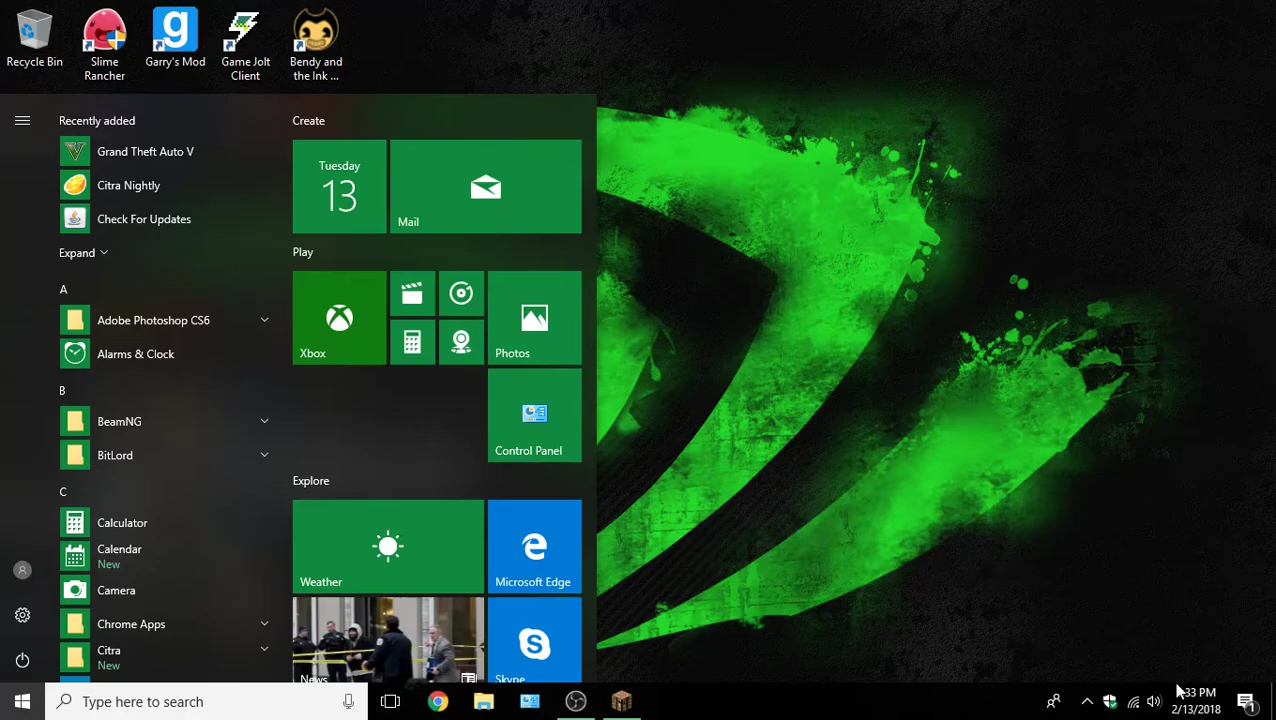 Recycle Bin
Slime
Rancher
Garry's Mod
Game Jolt
Client
Bendy and
the Ink ...
Recently added
Grand Theft Auto V
Citra Nightly
Check For Updates
Expand
A
Adobe Photoshop CS6
Alarms & Clock
B
BeamNG
BitLord
C
Calculator
Calendar
New
Camera
Chrome Apps
Citra
New
Create
Tuesday
13
Mail
Play
Xbox
Photos
Control Panel
Explore
Weather
Microsoft Edge
News
Skype
Type here to search
:33 PM
2/13/2018
1